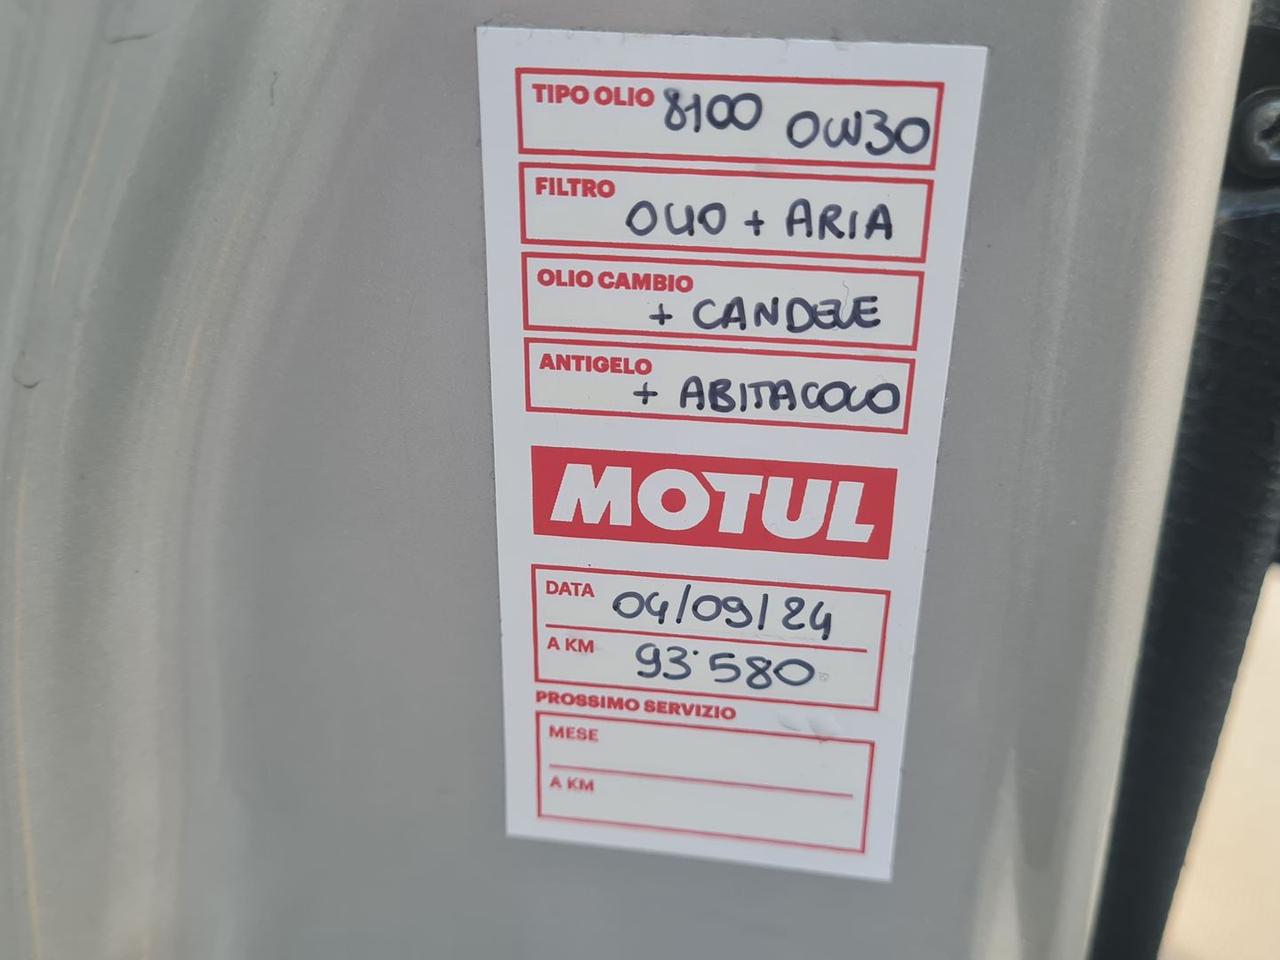 TIPO OLIO 8100 0W30
FILTRO OLIO + ARIA
OLIO CAMBIO + CANDELE
ANTIGELO + ABITACOLO
MOTUL
DATA 04/09/24
A KM 93'580
PROSSIMO SERVIZIO
MESE
A KM